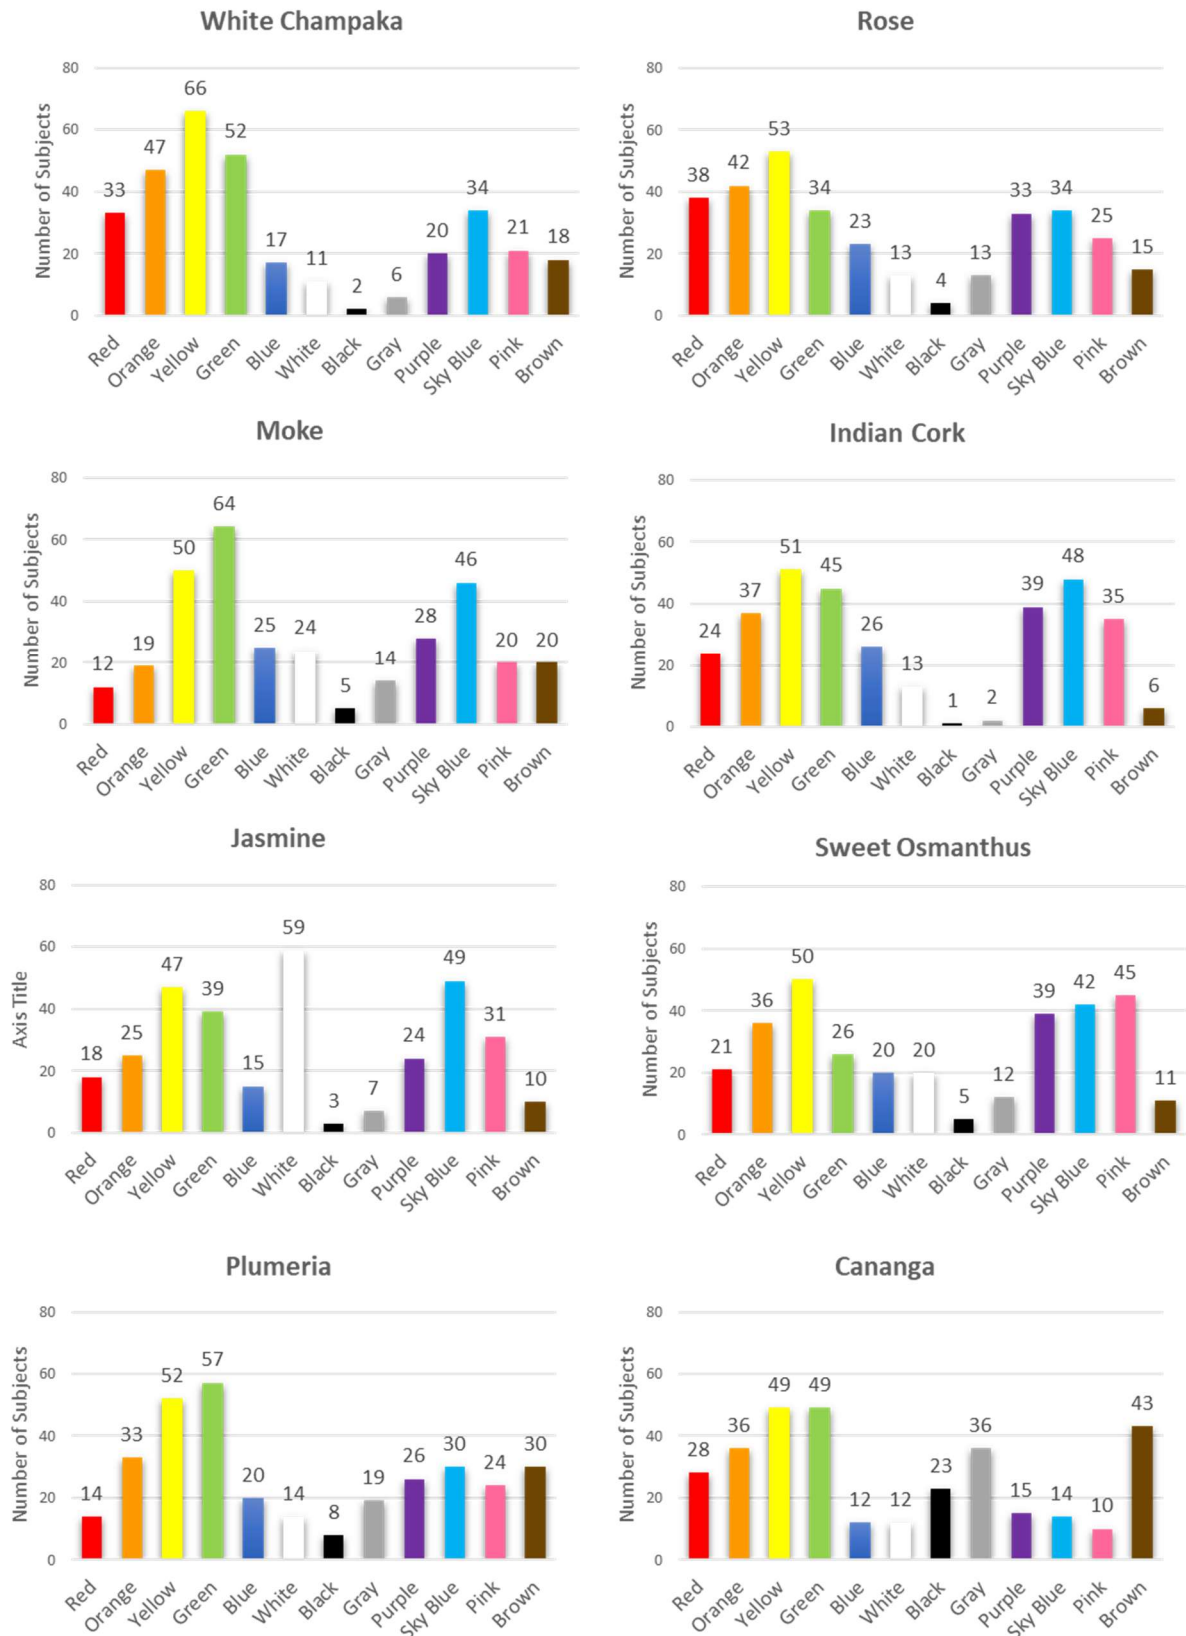 White Champaka
80
60
40
20
0
Number of Subjects
33 47 66 52 17 11 2 6 20 34 21 18
Red Orange Yellow Green Blue White Black Gray Purple Sky Blue Pink Brown
Rose
80
60
40
20
0
Number of Subjects
38 42 53 34 23 13 4 13 33 34 25 15
Red Orange Yellow Green Blue White Black Gray Purple Sky Blue Pink Brown
Moke
80
60
40
20
0
Number of Subjects
12 19 50 64 25 24 5 14 28 46 20 20
Red Orange Yellow Green Blue White Black Gray Purple Sky Blue Pink Brown
Indian Cork
80
60
40
20
0
Number of Subjects
24 37 51 45 26 13 1 2 39 48 35 6
Red Orange Yellow Green Blue White Black Gray Purple Sky Blue Pink Brown
Jasmine
80
60
40
20
0
Axis Title
18 25 47 39 15 59 3 7 24 49 31 10
Red Orange Yellow Green Blue White Black Gray Purple Sky Blue Pink Brown
Sweet Osmanthus
80
60
40
20
0
Number of Subjects
21 36 50 26 20 20 5 12 39 42 45 11
Red Orange Yellow Green Blue White Black Gray Purple Sky Blue Pink Brown
Plumeria
80
60
40
20
0
Number of Subjects
14 33 52 57 20 14 8 19 26 30 24 30
Red Orange Yellow Green Blue White Black Gray Purple Sky Blue Pink Brown
Cananga
80
60
40
20
0
Number of Subjects
28 36 49 49 12 12 23 36 15 14 10 43
Red Orange Yellow Green Blue White Black Gray Purple Sky Blue Pink Brown